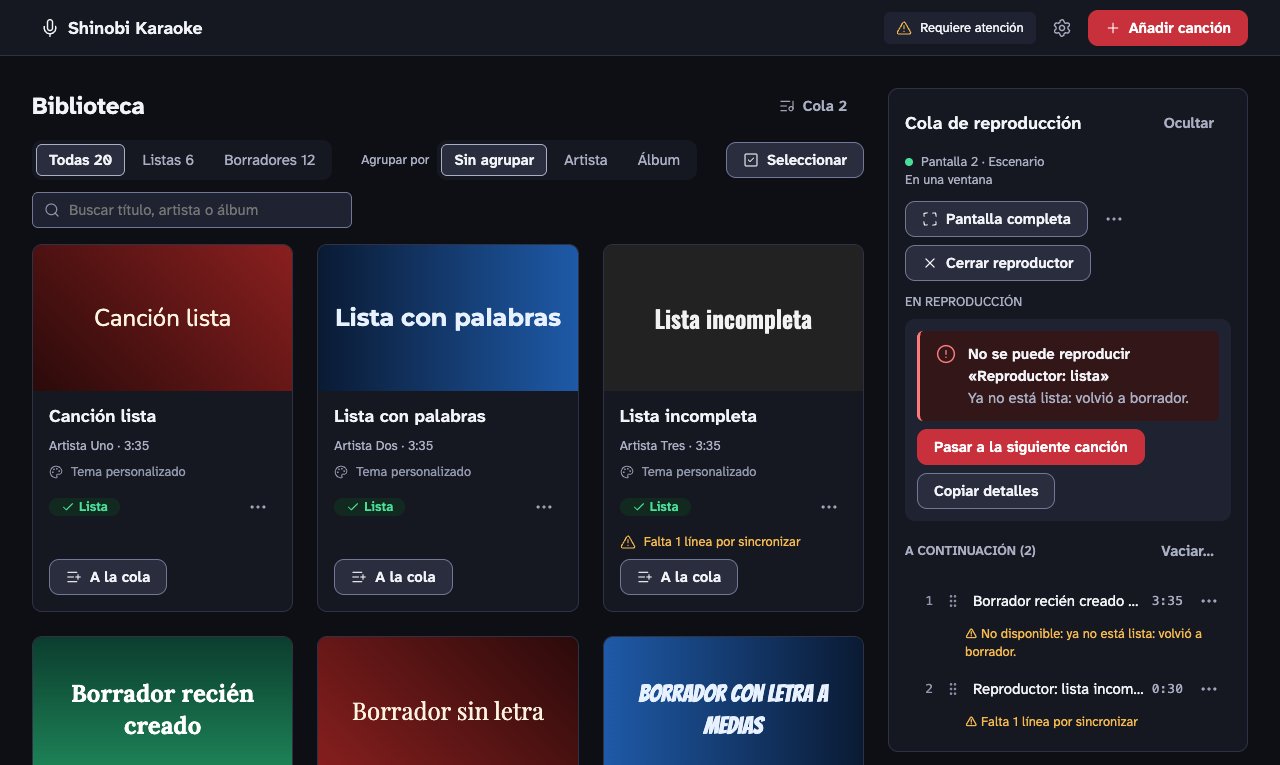 Shinobi Karaoke
Requiere atención
Añadir canción
Biblioteca
Cola 2
Todas 20
Listas 6
Borradores 12
Agrupar por
Sin agrupar
Artista
Álbum
Seleccionar
Buscar título, artista o álbum
Canción lista
Canción lista
Artista Uno · 3:35
Tema personalizado
Lista
A la cola
Lista con palabras
Lista con palabras
Artista Dos · 3:35
Tema personalizado
Lista
A la cola
Lista incompleta
Lista incompleta
Artista Tres · 3:35
Tema personalizado
Lista
Falta 1 línea por sincronizar
A la cola
Borrador recién
creado
Borrador sin letra
BORRADOR CON LETRA A
MEDIAS
Cola de reproducción
Ocultar
Pantalla 2 · Escenario
En una ventana
Pantalla completa
Cerrar reproductor
EN REPRODUCCIÓN
No se puede reproducir
«Reproductor: lista»
Ya no está lista: volvió a borrador.
Pasar a la siguiente canción
Copiar detalles
A CONTINUACIÓN (2)
Vaciar...
1 Borrador recién creado ... 3:35
No disponible: ya no está lista: volvió a
borrador.
2 Reproductor: lista incom... 0:30
Falta 1 línea por sincronizar